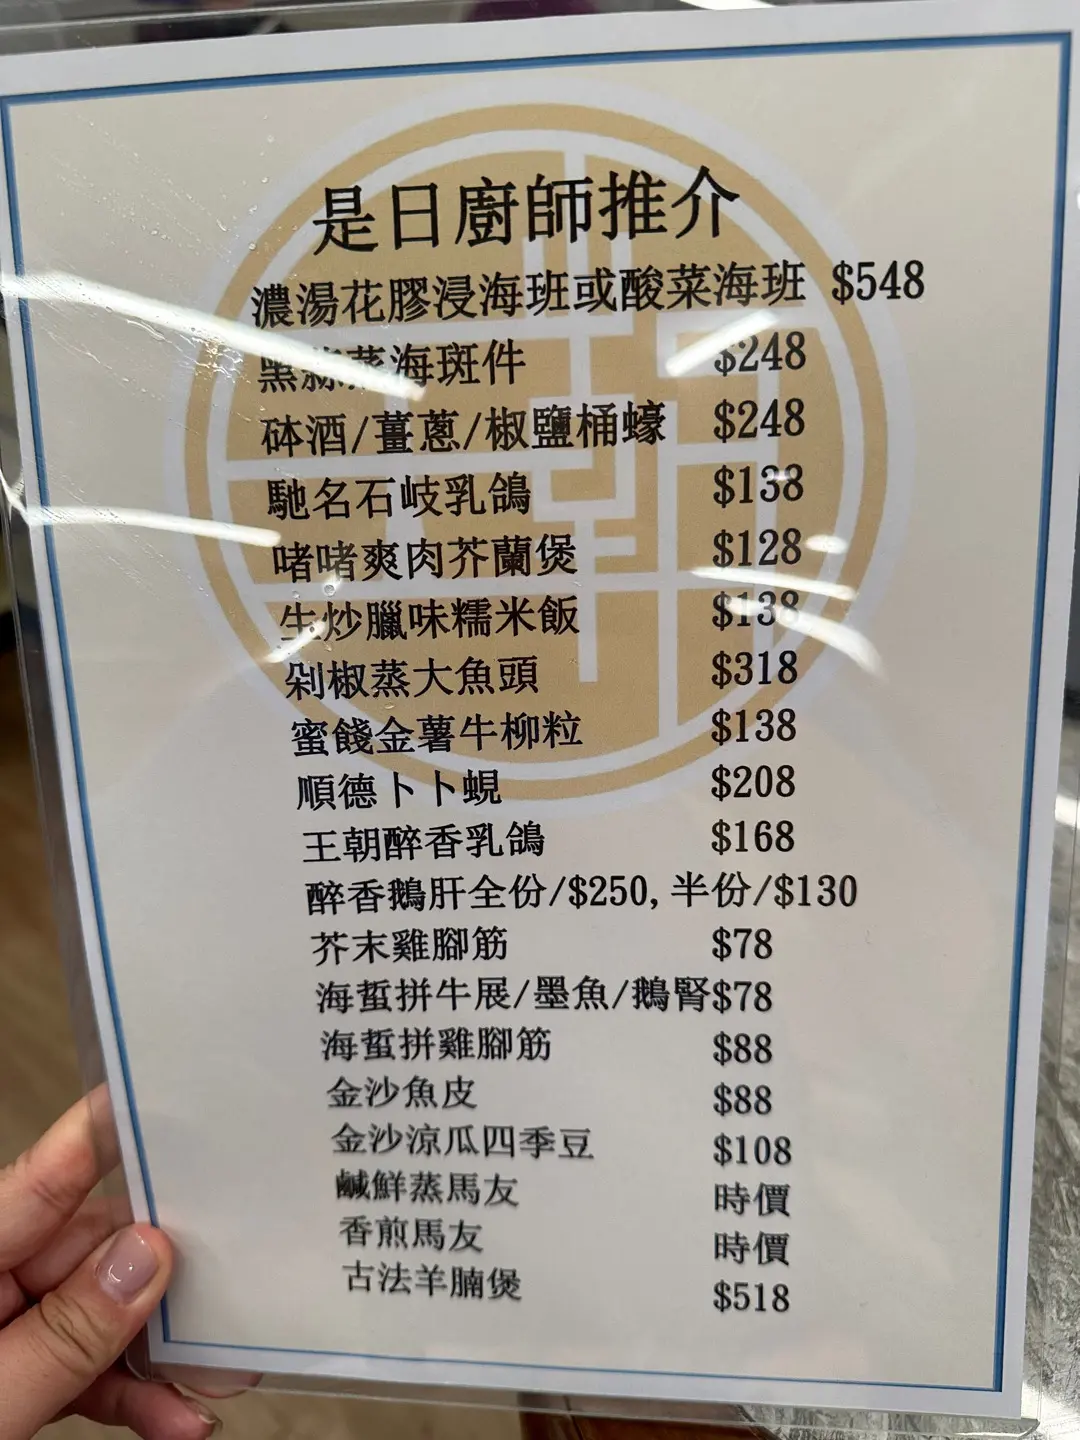 是日廚師推介
濃湯花膠浸海班或酸菜海班 $548
黑蒜蒸海斑件 $248
砵酒/薑蔥/椒鹽桶蠔 $248
馳名石岐乳鴿 $138
啫啫爽肉芥蘭煲 $128
生炒臘味糯米飯 $138
剁椒蒸大魚頭 $318
蜜餞金薯牛柳粒 $138
順德卜卜蜆 $208
王朝醉香乳鴿 $168
醉香鵝肝全份/$250, 半份/$130
芥末雞腳筋 $78
海蜇拼牛展/墨魚/鵝腎$78
海蜇拼雞腳筋 $88
金沙魚皮 $88
金沙涼瓜四季豆 $108
鹹鮮蒸馬友 時價
香煎馬友 時價
古法羊腩煲 $518